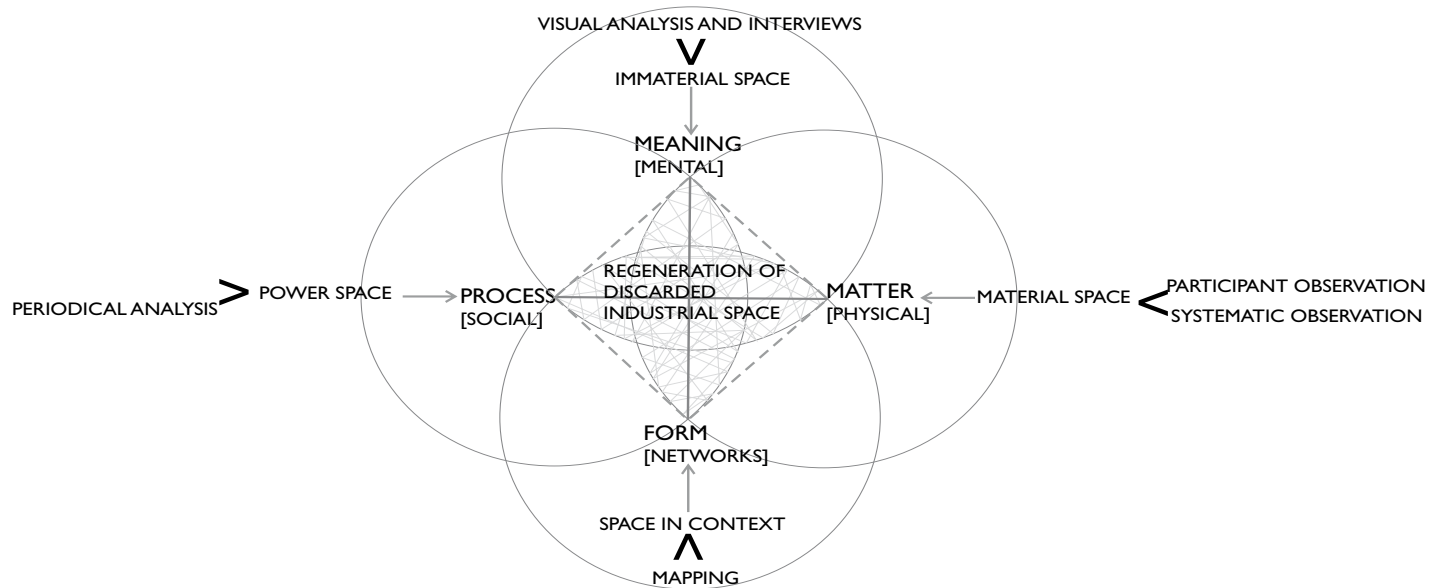 VISUAL ANALYSIS AND INTERVIEWS
IMMATERIAL SPACE
MEANING
[MENTAL]
REGENERATION OF
DISCARDED
INDUSTRIAL SPACE
PERIODICAL ANALYSIS
POWER SPACE
PROCESS
[SOCIAL]
MATTER
[PHYSICAL]
MATERIAL SPACE
PARTICIPANT OBSERVATION
SYSTEMATIC OBSERVATION
FORM
[NETWORKS]
SPACE IN CONTEXT
MAPPING